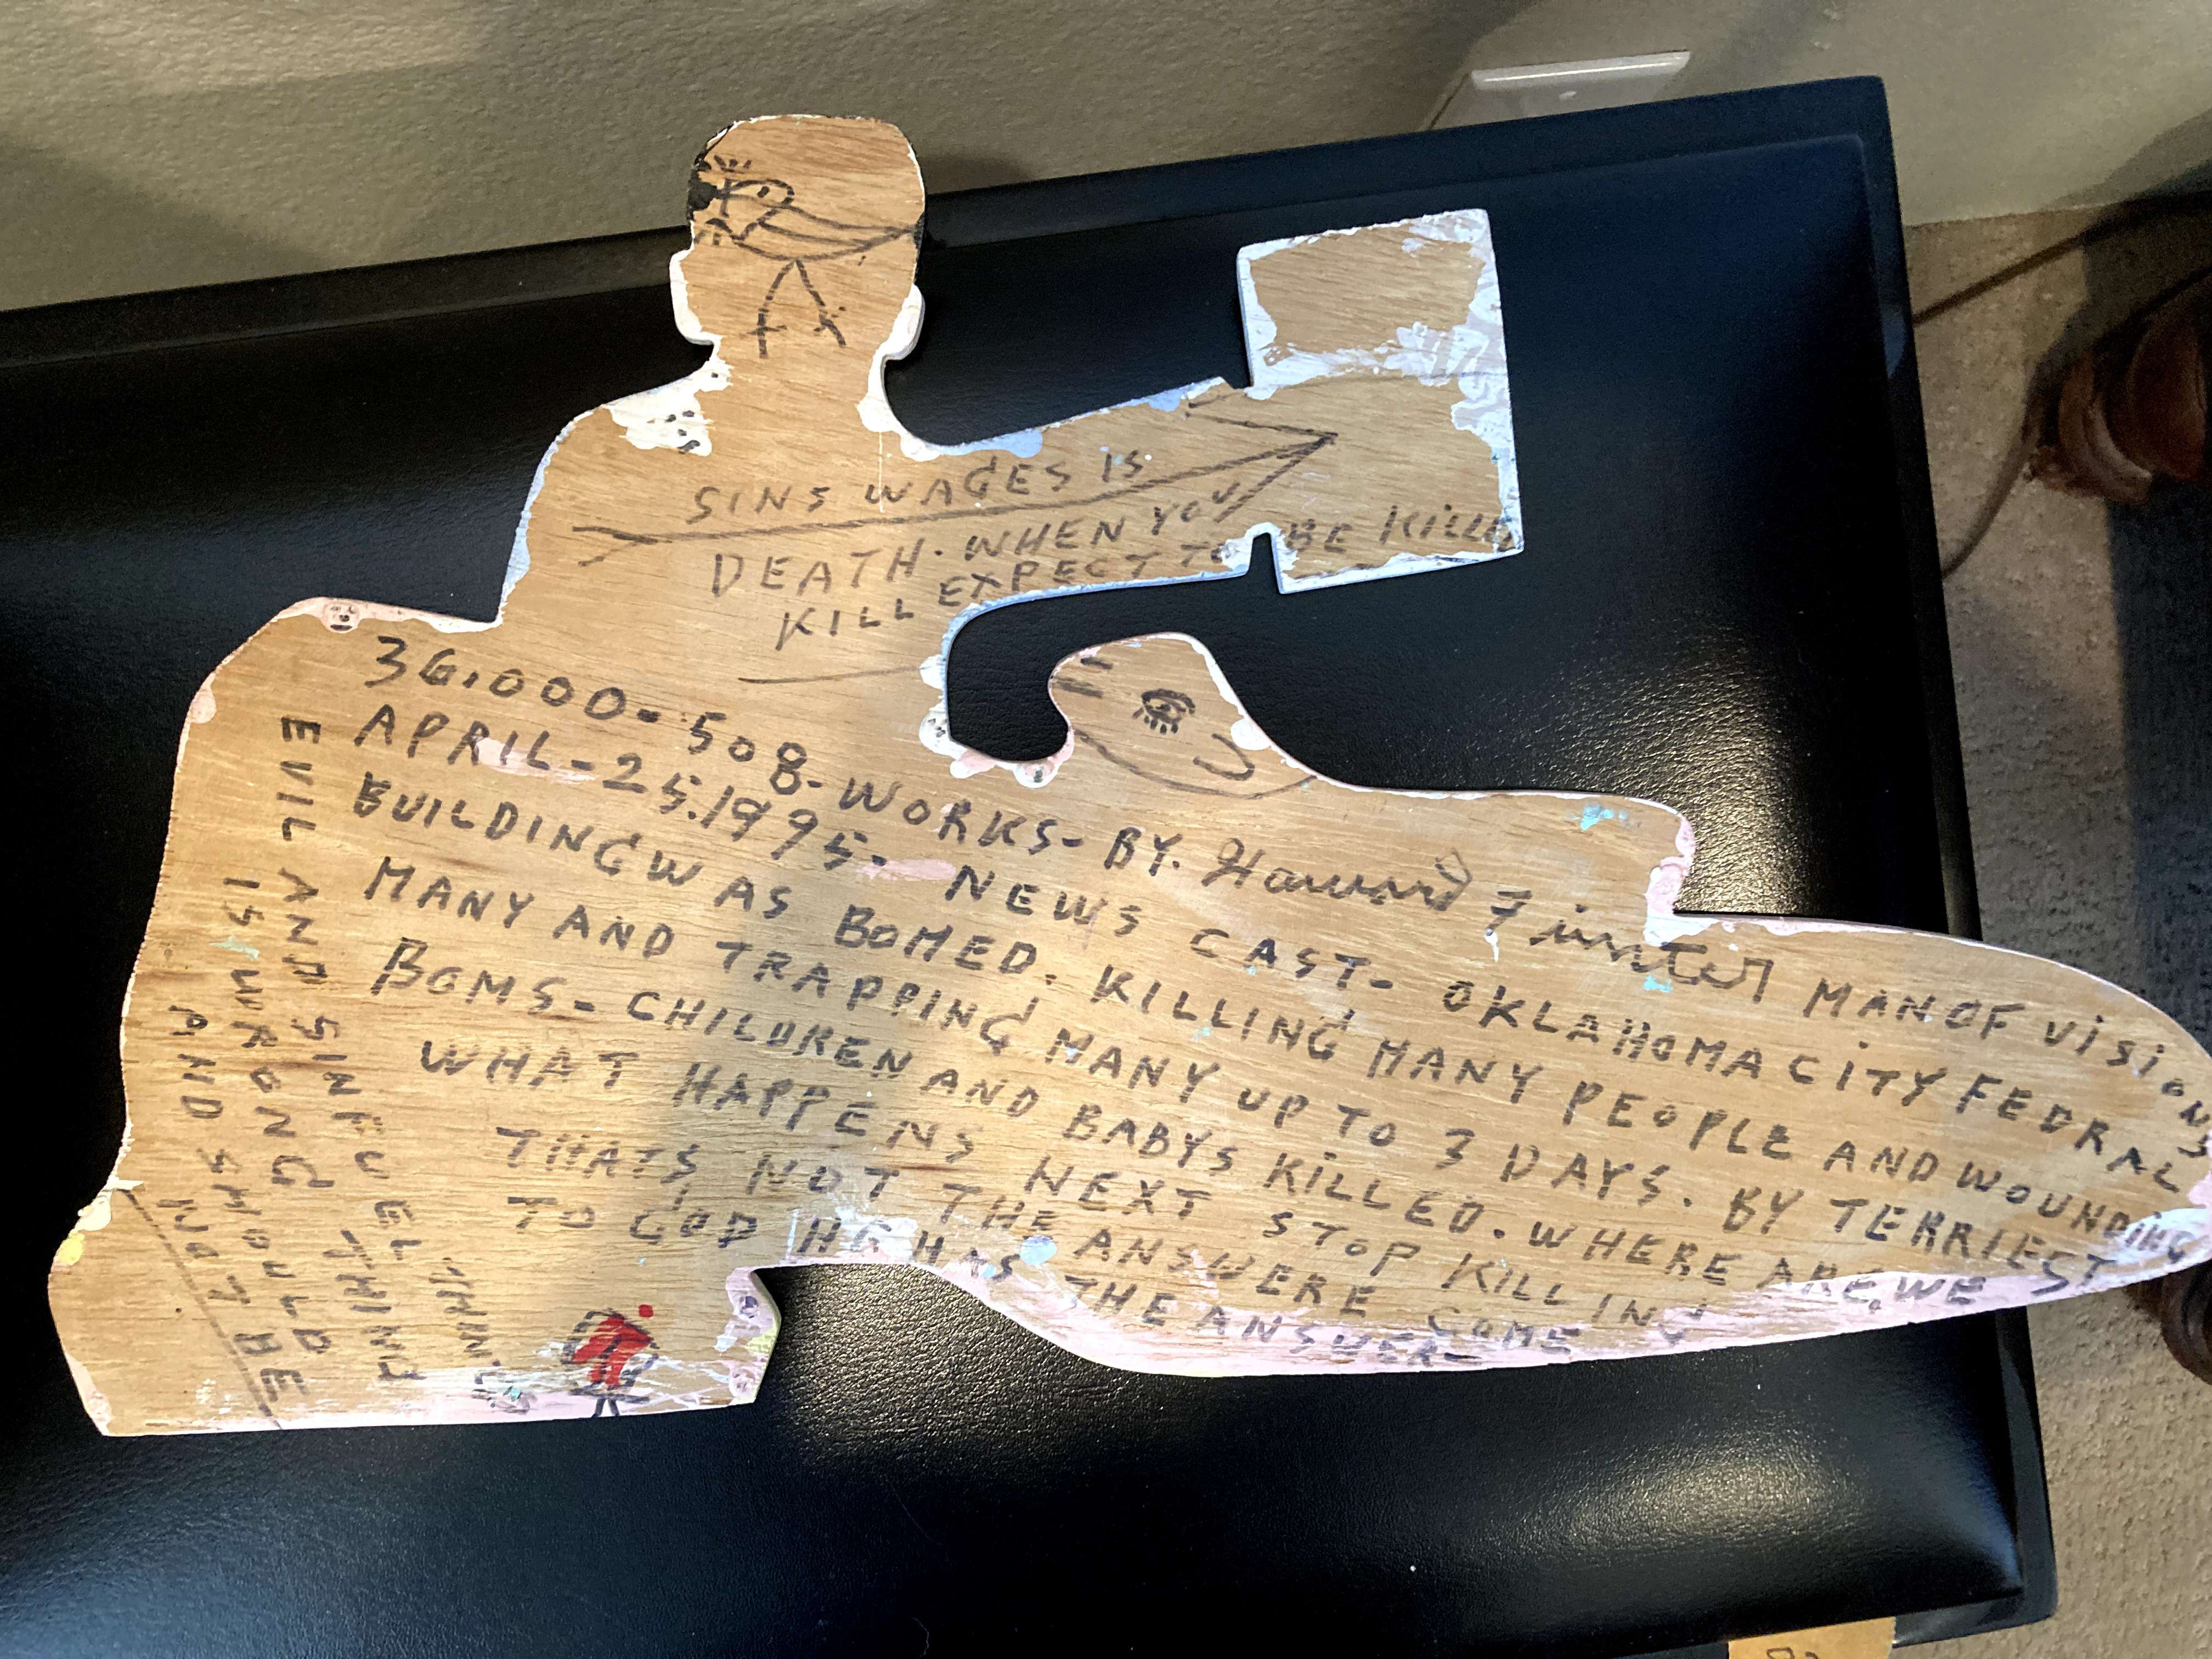 SINS WAGES IS
DEATH. WHEN YOU
KILL EXPECT TO BE KILLED
36.000-508-WORKS-BY. Howard Finster MAN OF VISIONS
APRIL-25.1995- NEWS CAST- OKLAHOMA CITY FEDRAL
BUILDING WAS BOMED. KILLING MANY PEOPLE AND WOUNDING
MANY AND TRAPPING MANY UP TO 3 DAYS. BY TERRIEST
BOMS- CHILDREN AND BABYS KILLED. WHERE ARE WE
WHAT HAPPENS NEXT STOP KILLING
THATS NOT THE ANSWERE COME
TO GOD HE HAS THE ANSWER-
EVIL AND SINFUEL
IS WRONG
AND SHOULD
NOT BE